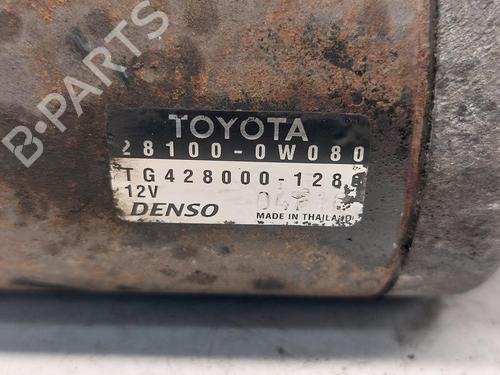 B-PARTS
TOYOTA
28100-0W080
TG428000-128
12V
DENSO
MADE IN THAILAND